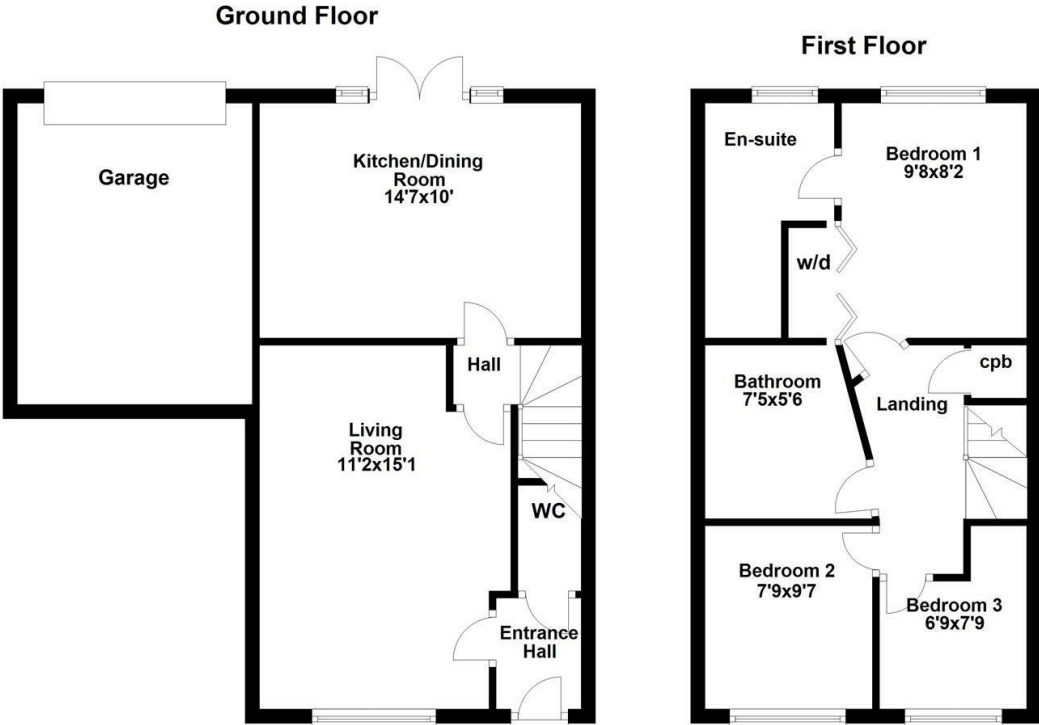 Ground Floor
Garage
Kitchen/Dining
Room
14'7x10'
Hall
Living
Room
11'2x15'1
WC
Entrance
Hall
First Floor
En-suite
Bedroom 1
9'8x8'2
w/d
Bathroom
7'5x5'6
Landing
cpb
Bedroom 2
7'9x9'7
Bedroom 3
6'9x7'9